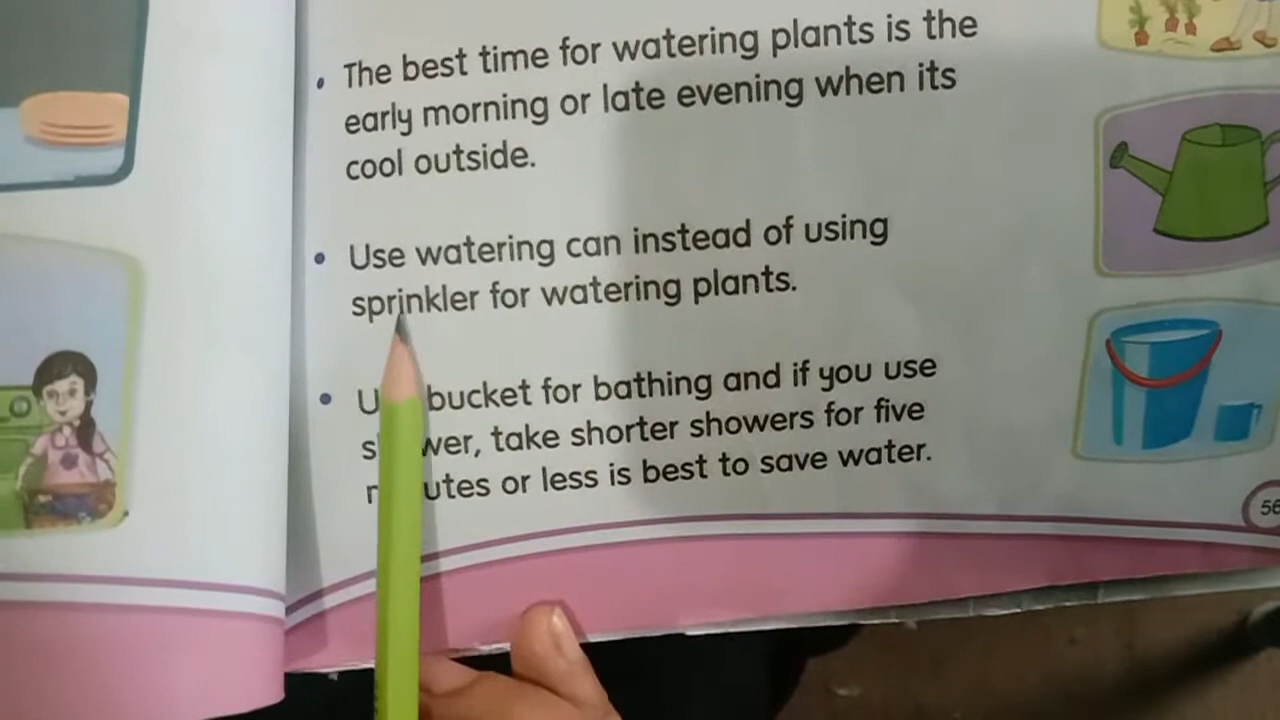 The best time for watering plants is the
early morning or late evening when its
cool outside.
Use watering can instead of using
sprinkler for watering plants.
bucket for bathing and if you use
take shorter showers for five
or less is best to save water.
56